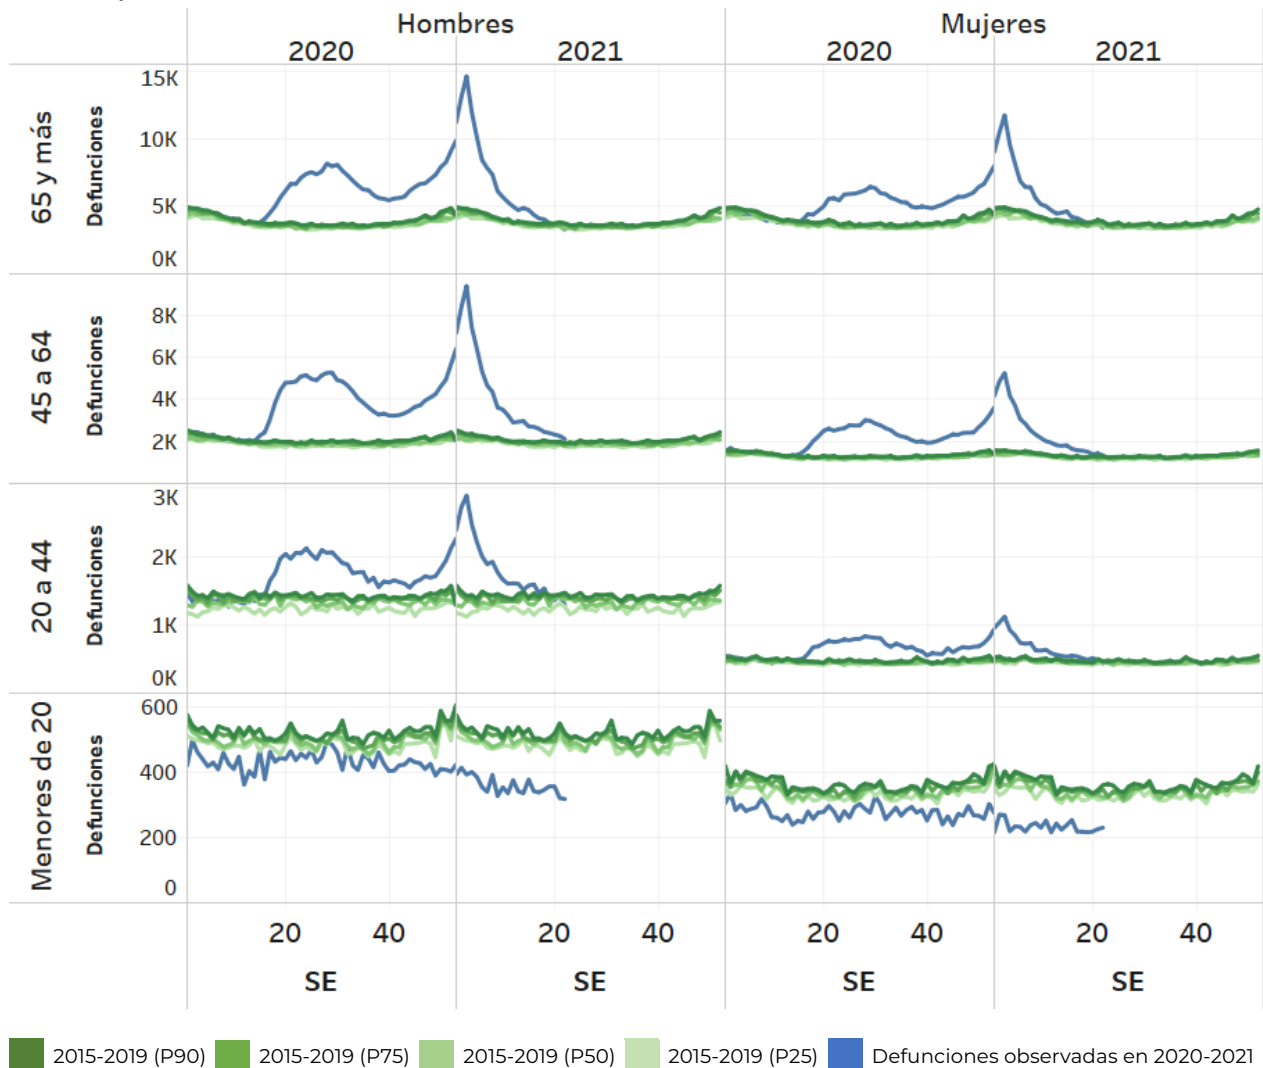 Hombres Mujeres
2020 2021 2020 2021
65 y más
Defunciones
15K
10K
5K
0K
45 a 64
Defunciones
8K
6K
4K
2K
20 a 44
Defunciones
3K
2K
1K
0K
Menores de 20
Defunciones
600
400
200
0
20 40 20 40 20 40 20 40
SE SE SE SE
2015-2019 (P90) 2015-2019 (P75) 2015-2019 (P50) 2015-2019 (P25) Defunciones observadas en 2020-2021